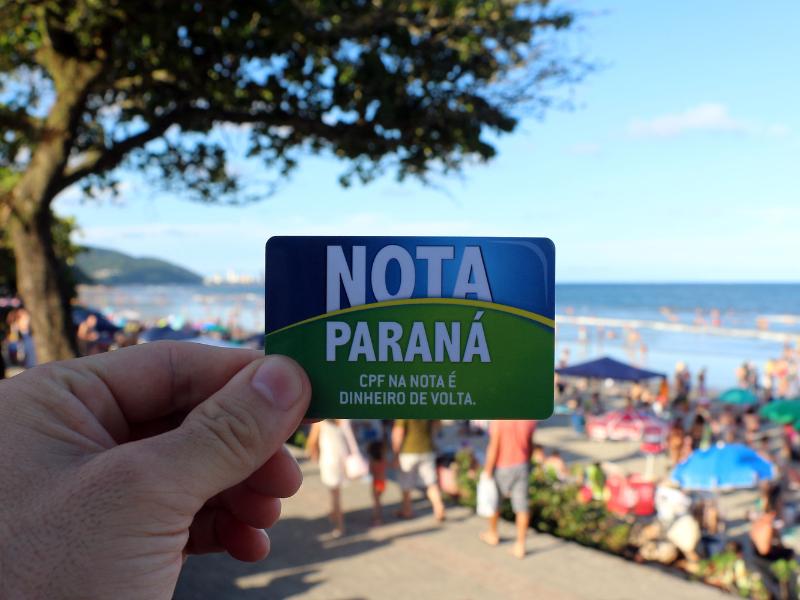 NOTA
PARANÁ
CPF NA NOTA É
DINHEIRO DE VOLTA.